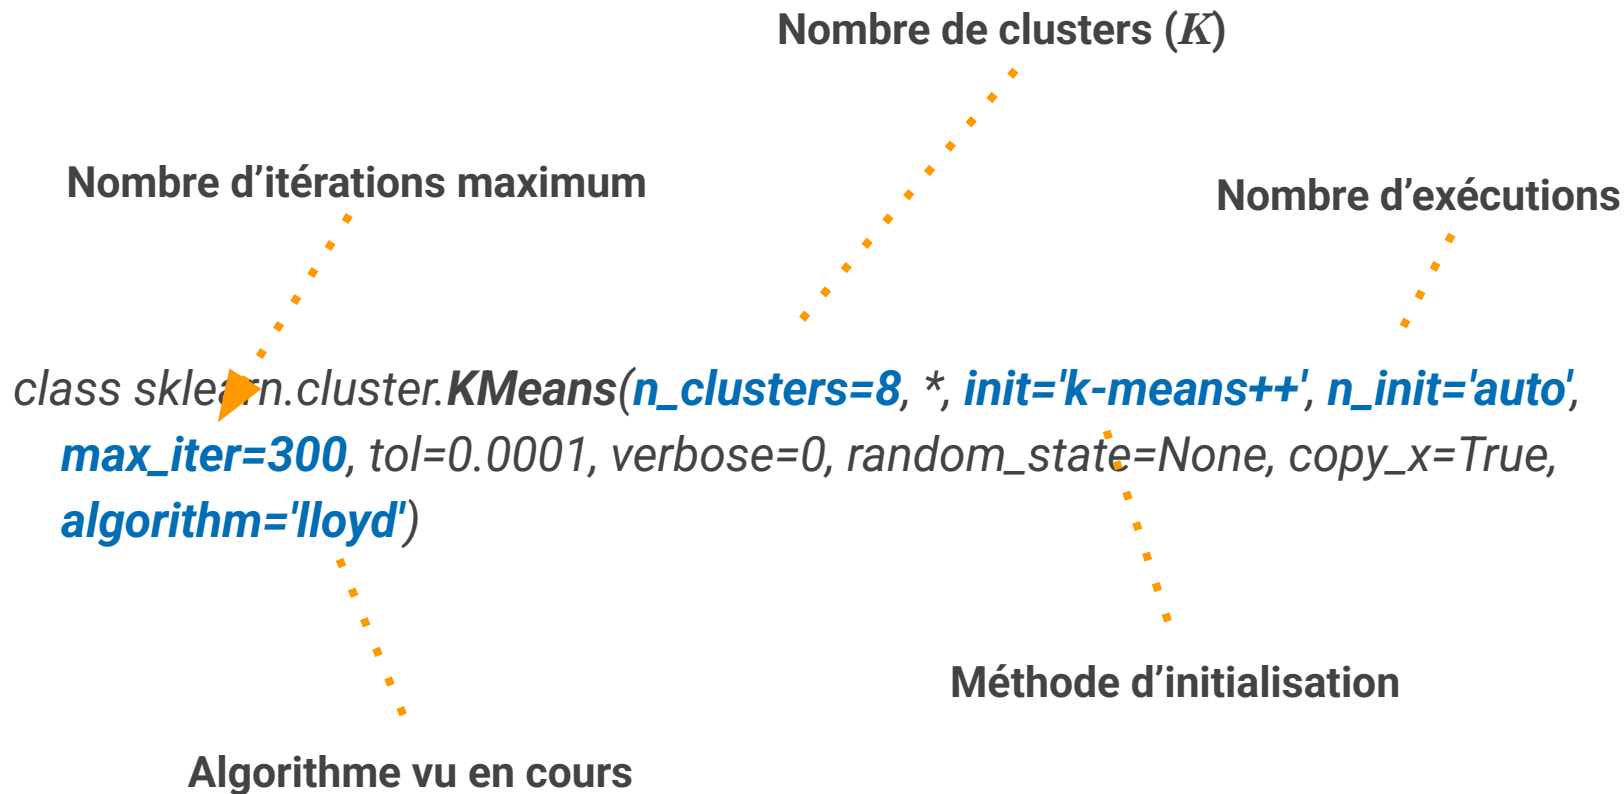 Nombre de clusters (K)
Nombre d’itérations maximum
Nombre d’exécutions
class sklearn.cluster.KMeans(n_clusters=8, *, init='k-means++', n_init='auto',
max_iter=300, tol=0.0001, verbose=0, random_state=None, copy_x=True,
algorithm='lloyd')
Méthode d’initialisation
Algorithme vu en cours